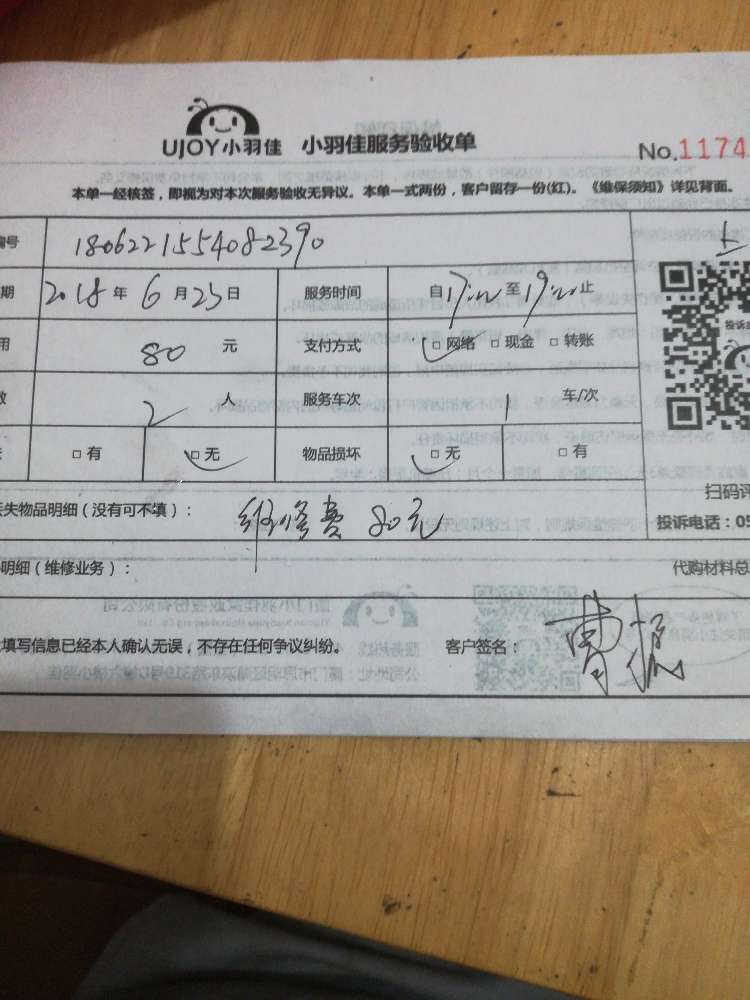 UJOY小羽佳 小羽佳服务验收单
No.1174
本单一经核签，即视为对本次服务验收无异议。本单一式两份，客户留存一份(红)。《维保须知》详见背面。
编号 1806221554082390
期 2018 年 6 月 23 日 服务时间 自 17:00 至 19:00 止
用 80 元 支付方式 □网络 □现金 □转账
数 2 人 服务车次 车/次
□有 □无 物品损坏 □无 □有
扫码评
丢失物品明细（没有可不填）： 维修费 80元
投诉电话：05
明细（维修业务）： 代购材料总
填写信息已经本人确认无误，不存在任何争议纠纷。 客户签名：